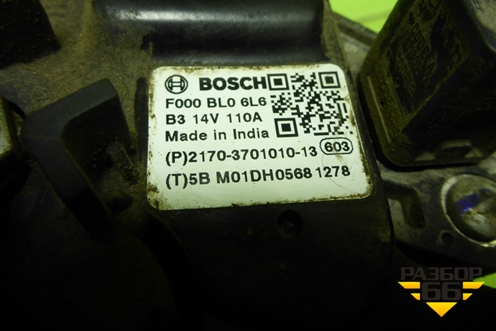 BOSCH
F000 BL0 6L6
B3 14V 110A
Made in India
(P)2170-3701010-13 603
(T)5B M01DH0568 1278
РАЗБОР
66